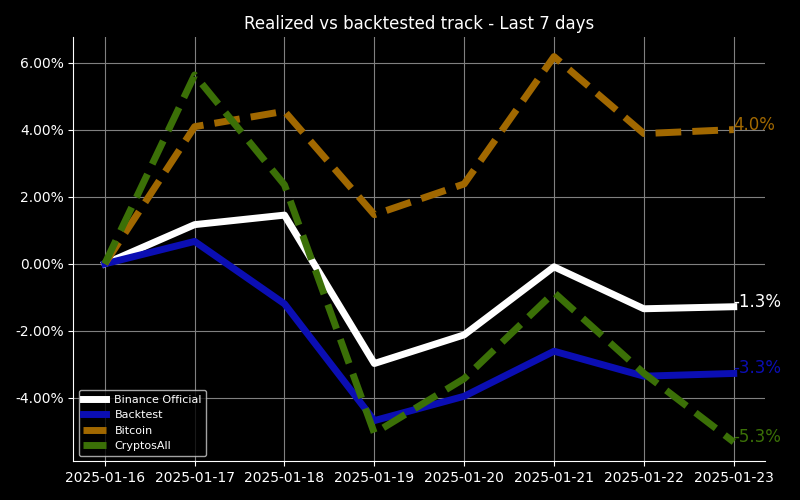 Realized vs backtested track - Last 7 days
6.00%
4.00%
2.00%
0.00%
-2.00%
-4.00%
4.0%
-1.3%
-3.3%
-5.3%
Binance Official
Backtest
Bitcoin
CryptosAll
2025-01-16 2025-01-17 2025-01-18 2025-01-19 2025-01-20 2025-01-21 2025-01-22 2025-01-23